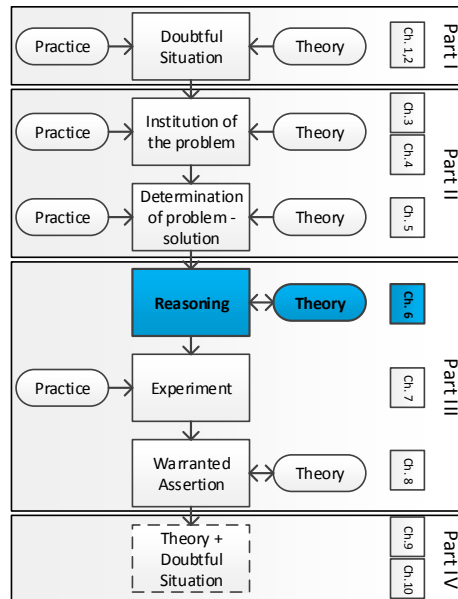 Practice
Doubtful
Situation
Theory
Ch. 1,2
Part I
Practice
Institution of
the problem
Theory
Ch.3
Ch.4
Part II
Practice
Determination
of problem -
solution
Theory
Ch. 5
Reasoning
Theory
Ch. 6
Part III
Practice
Experiment
Ch.7
Warranted
Assertion
Theory
Ch. 8
Theory +
Doubtful
Situation
Ch.9
Ch.10
Part IV